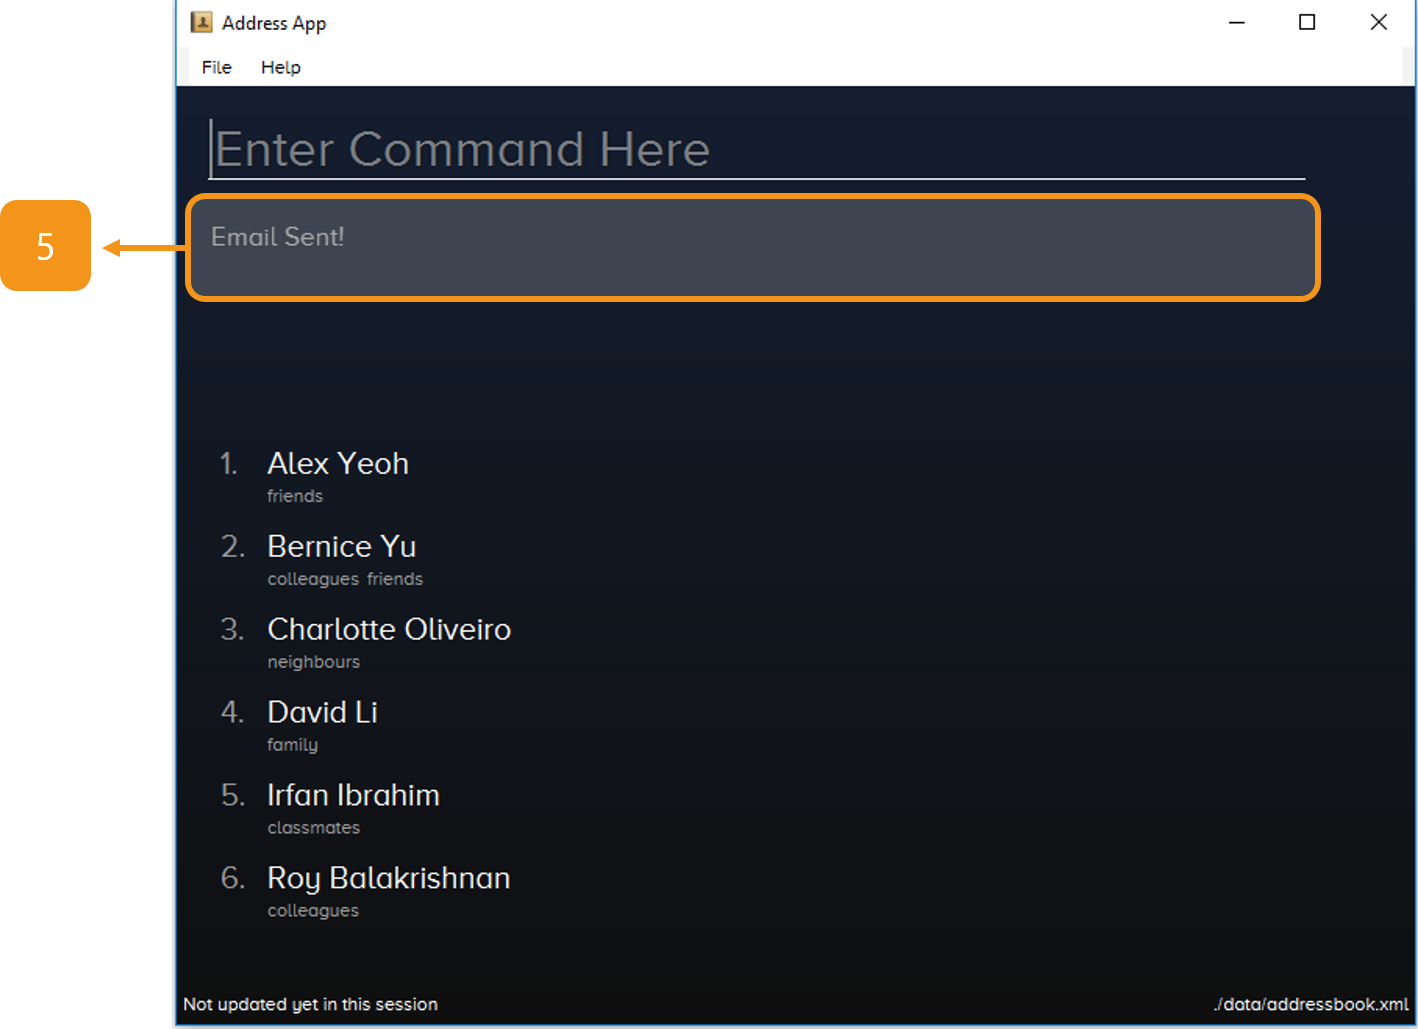 Address App
File Help
Enter Command Here
5
Email Sent!
1. Alex Yeoh
friends
2. Bernice Yu
colleagues friends
3. Charlotte Oliveiro
neighbours
4. David Li
family
5. Irfan Ibrahim
classmates
6. Roy Balakrishnan
colleagues
Not updated yet in this session
./data/addressbook.xml